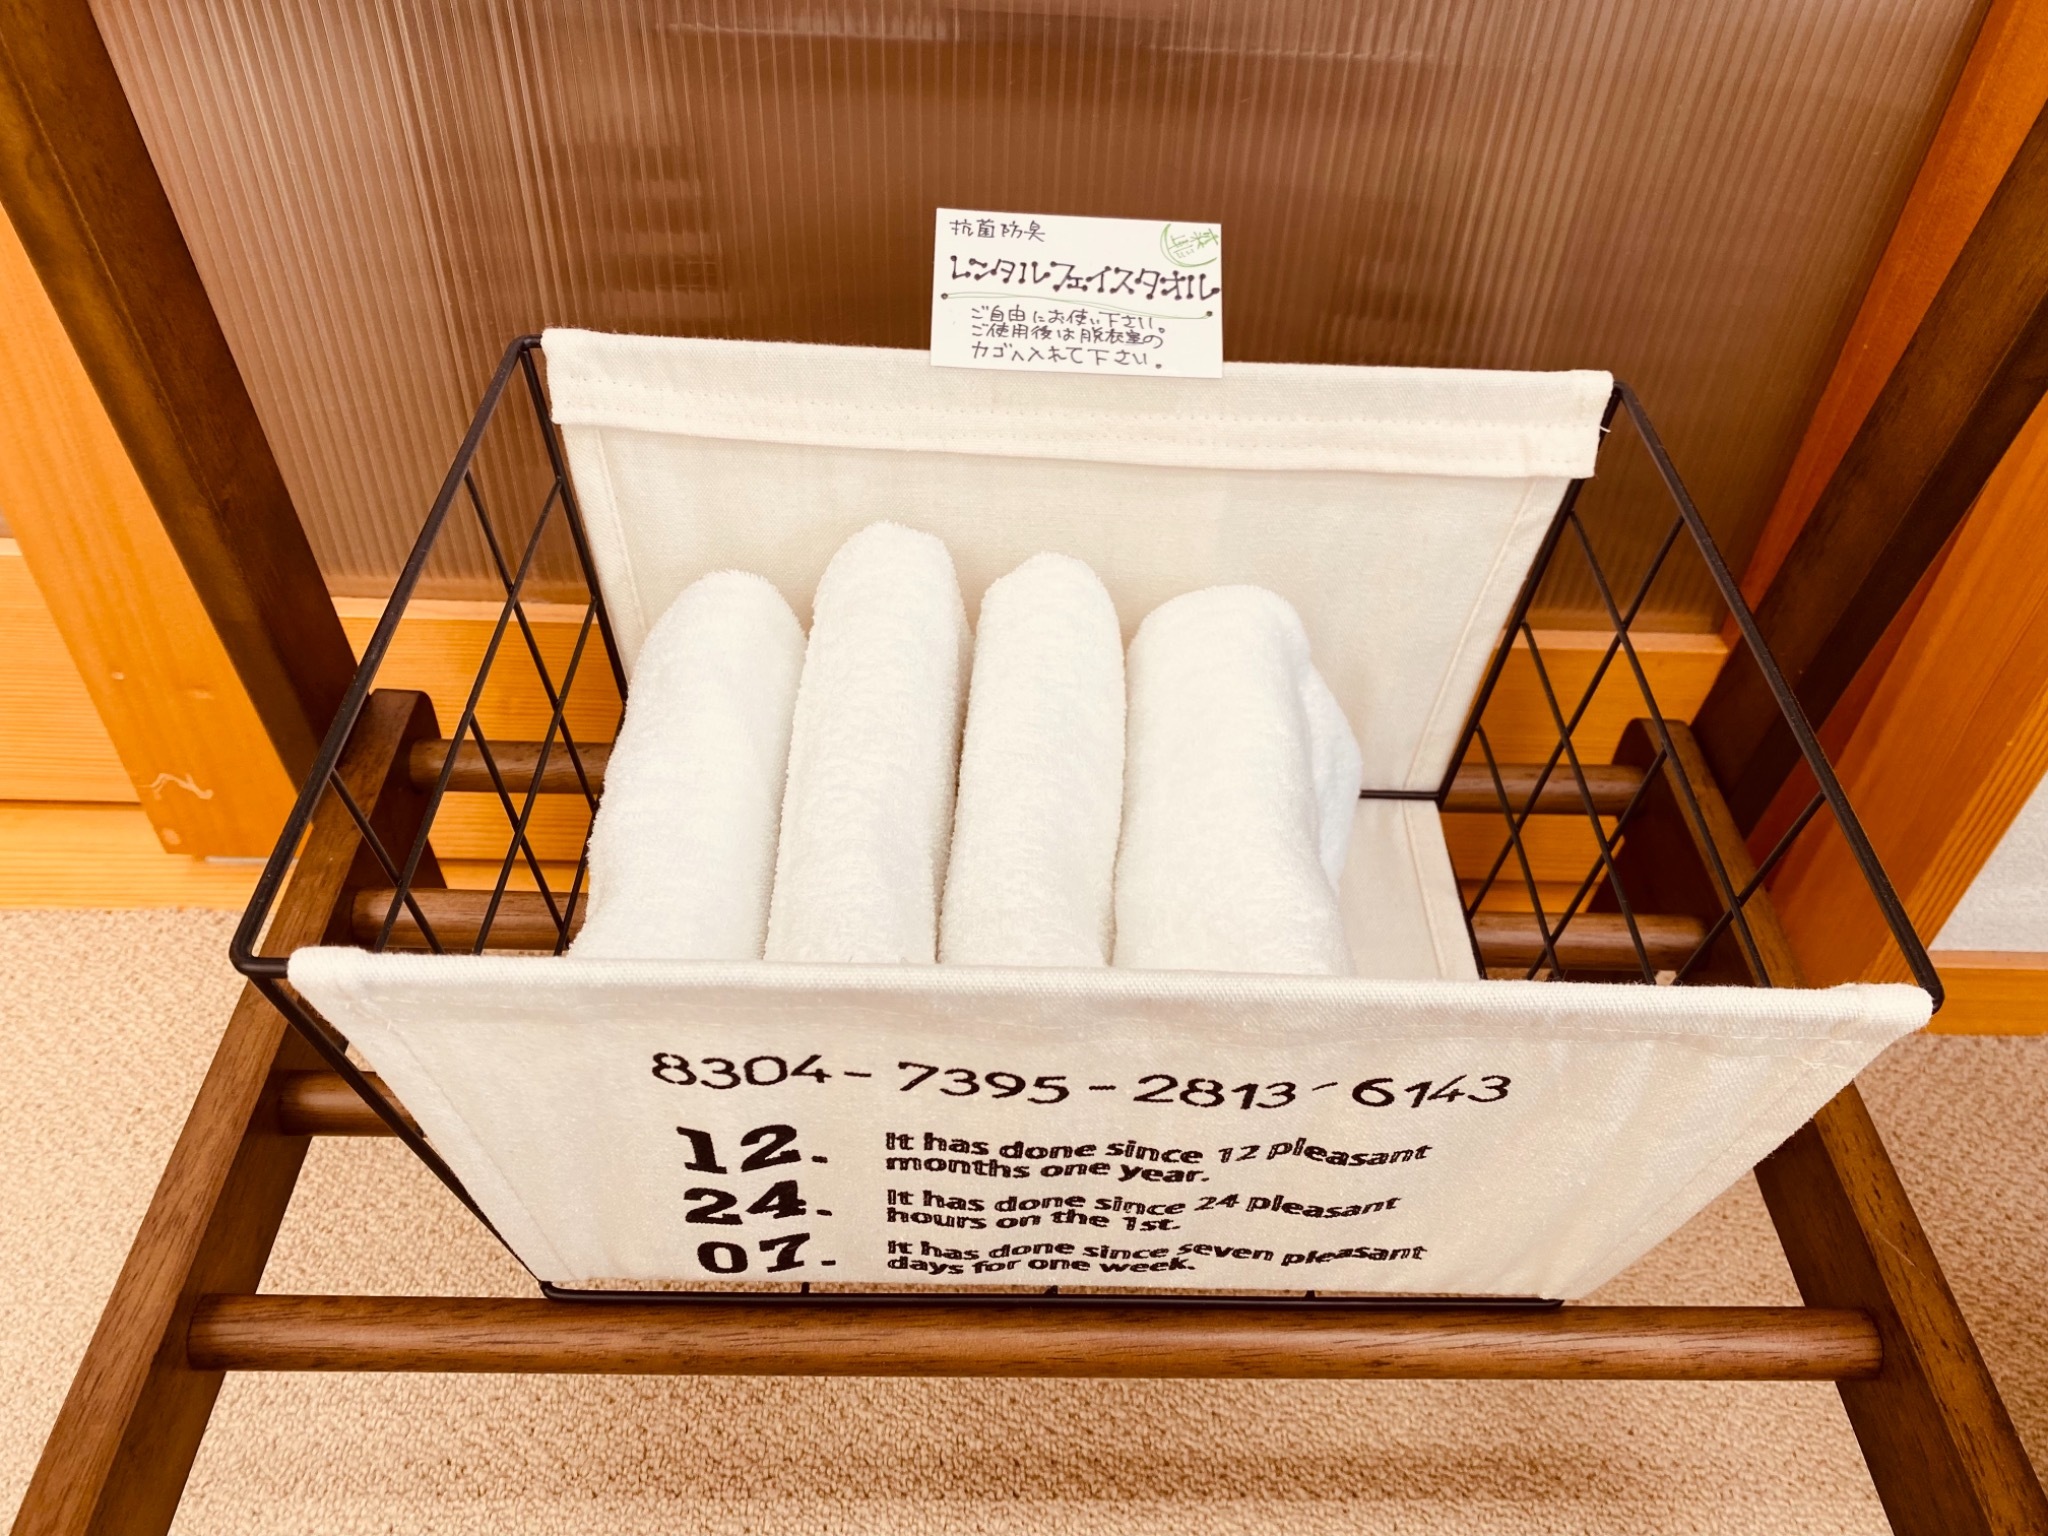 抗菌防臭
無料
レンタルフェイスタオル
ご自由にお使い下さい。
ご使用後は脱衣室の
カゴへ入れて下さい。
8304-7395-2813-6143
12. It has done since 12 pleasant
months one year.
24. It has done since 24 pleasant
hours on the 1st.
07. It has done since seven pleasant
days for one week.